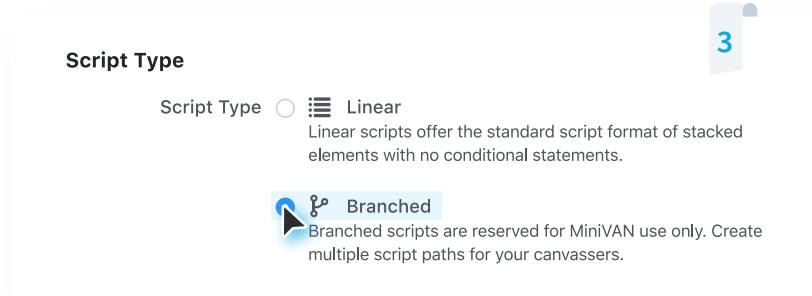 3
Script Type
Script Type Linear
Linear scripts offer the standard script format of stacked
elements with no conditional statements.
Branched
Branched scripts are reserved for MiniVAN use only. Create
multiple script paths for your canvassers.